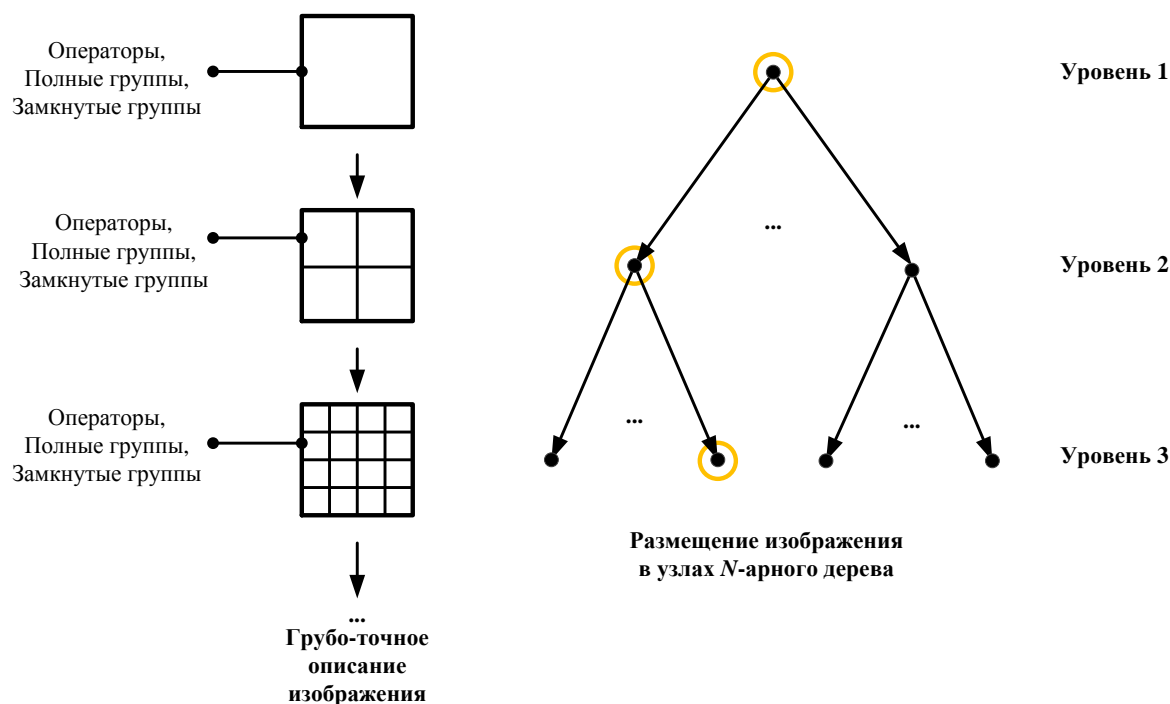 Операторы,
Полные группы,
Замкнутые группы
Уровень 1
...
Операторы,
Полные группы,
Замкнутые группы
Уровень 2
...
...
Операторы,
Полные группы,
Замкнутые группы
Уровень 3
Размещение изображения
в узлах N-арного дерева
...
Грубо-точное
описание
изображения